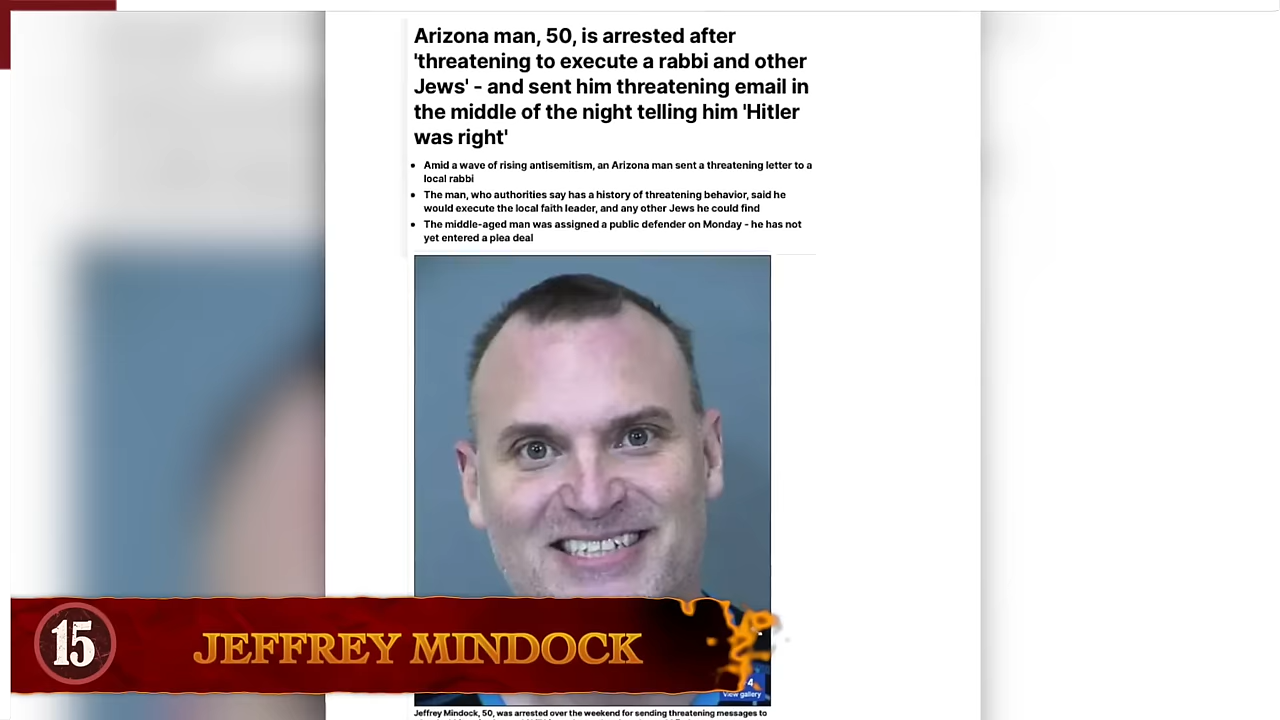 Arizona man, 50, is arrested after
'threatening to execute a rabbi and other
Jews' - and sent him threatening email in
the middle of the night telling him 'Hitler
was right'
• Amid a wave of rising antisemitism, an Arizona man sent a threatening letter to a
local rabbi
• The man, who authorities say has a history of threatening behavior, said he
would execute the local faith leader, and any other Jews he could find
• The middle-aged man was assigned a public defender on Monday - he has not
yet entered a plea deal
15
JEFFREY MINDOCK
4
View gallery
Jeffrey Mindock, 50, was arrested over the weekend for sending threatening messages to